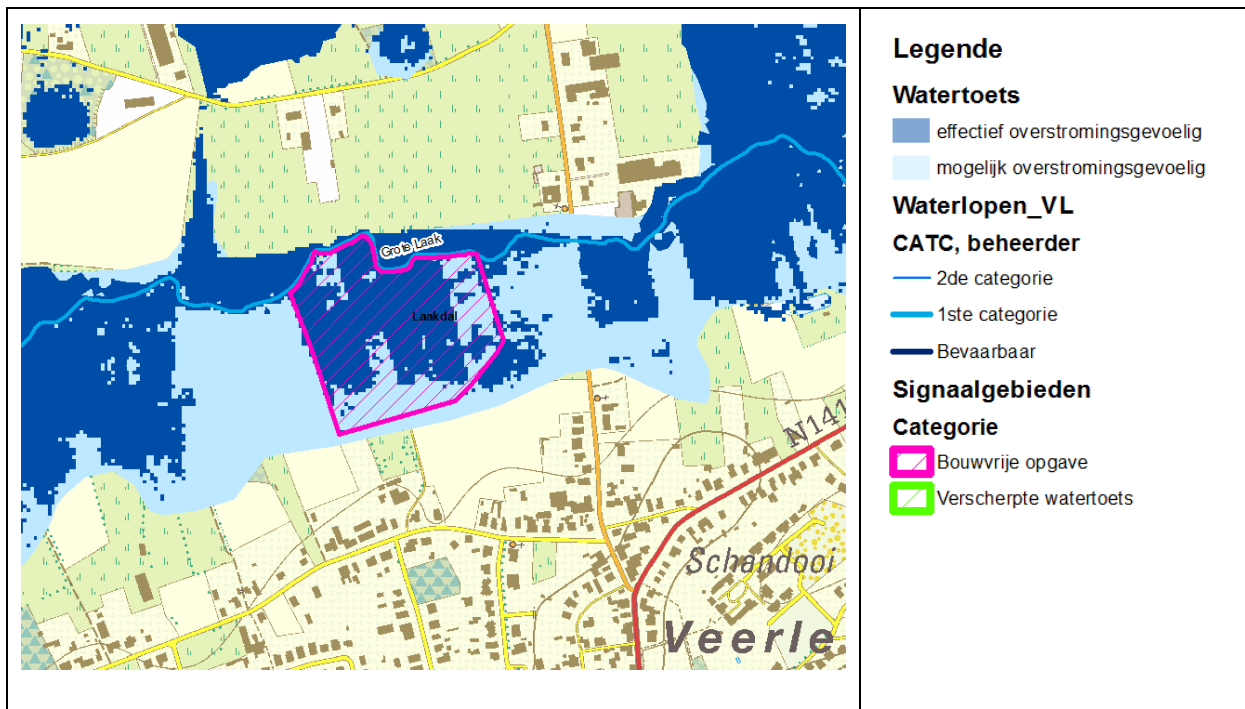 Grote Laak
Laakdal
N141
Schandooi
Veerle
Legende
Watertoets
effectief overstromingsgevoelig
mogelijk overstromingsgevoelig
Waterlopen_VL
CATC, beheerder
2de categorie
1ste categorie
Bevaarbaar
Signaalgebieden
Categorie
Bouwvrije opgave
Verscherpte watertoets